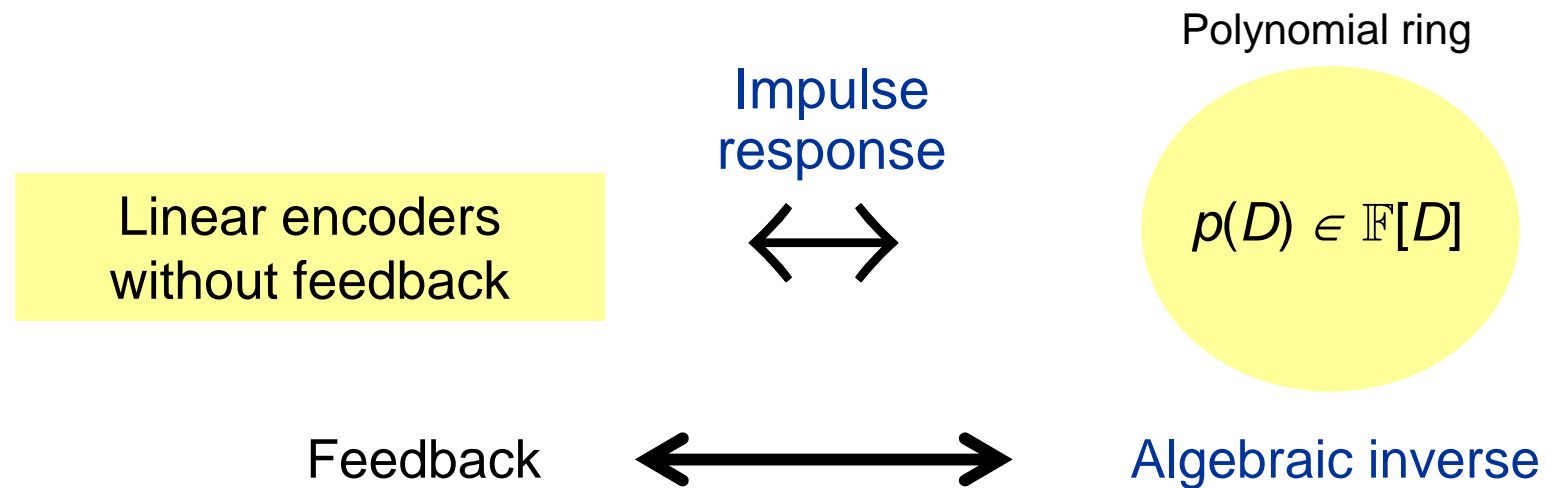 Polynomial ring
Impulse
response
Linear encoders
without feedback
p(D) ∈ 𝔽[D]
Feedback
Algebraic inverse